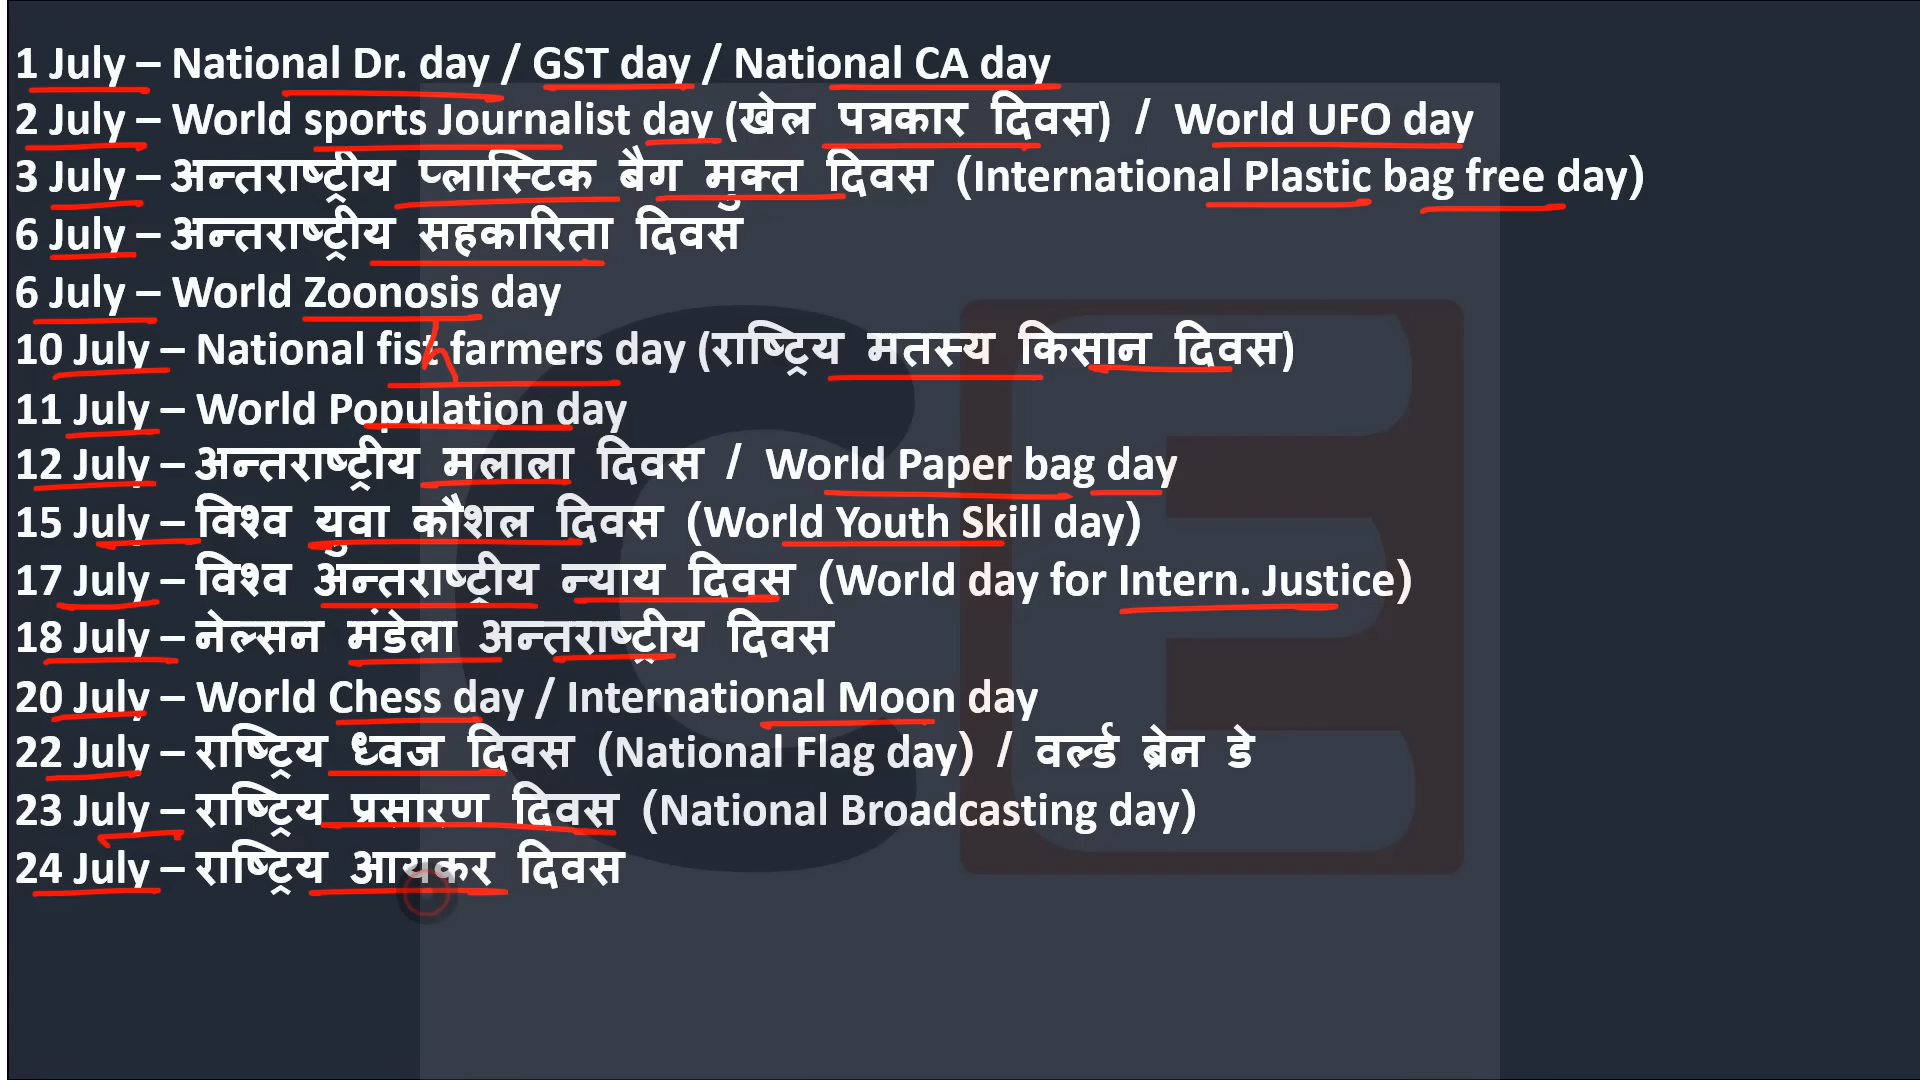 1 July – National Dr. day / GST day / National CA day
2 July – World sports Journalist day (खेल पत्रकार दिवस) / World UFO day
3 July – अन्तराष्ट्रीय प्लास्टिक बैग मुक्त दिवस (International Plastic bag free day)
6 July – अन्तराष्ट्रीय सहकारिता दिवस
6 July – World Zoonosis day
10 July – National fist farmers day (राष्ट्रिय मतस्य किसान दिवस)
11 July – World Population day
12 July – अन्तराष्ट्रीय मलाला दिवस / World Paper bag day
15 July – विश्व युवा कौशल दिवस (World Youth Skill day)
17 July – विश्व अन्तराष्ट्रीय न्याय दिवस (World day for Intern. Justice)
18 July – नेल्सन मंडेला अन्तराष्ट्रीय दिवस
20 July – World Chess day / International Moon day
22 July – राष्ट्रिय ध्वज दिवस (National Flag day) / वर्ल्ड ब्रेन डे
23 July – राष्ट्रिय प्रसारण दिवस (National Broadcasting day)
24 July – राष्ट्रिय आयकर दिवस